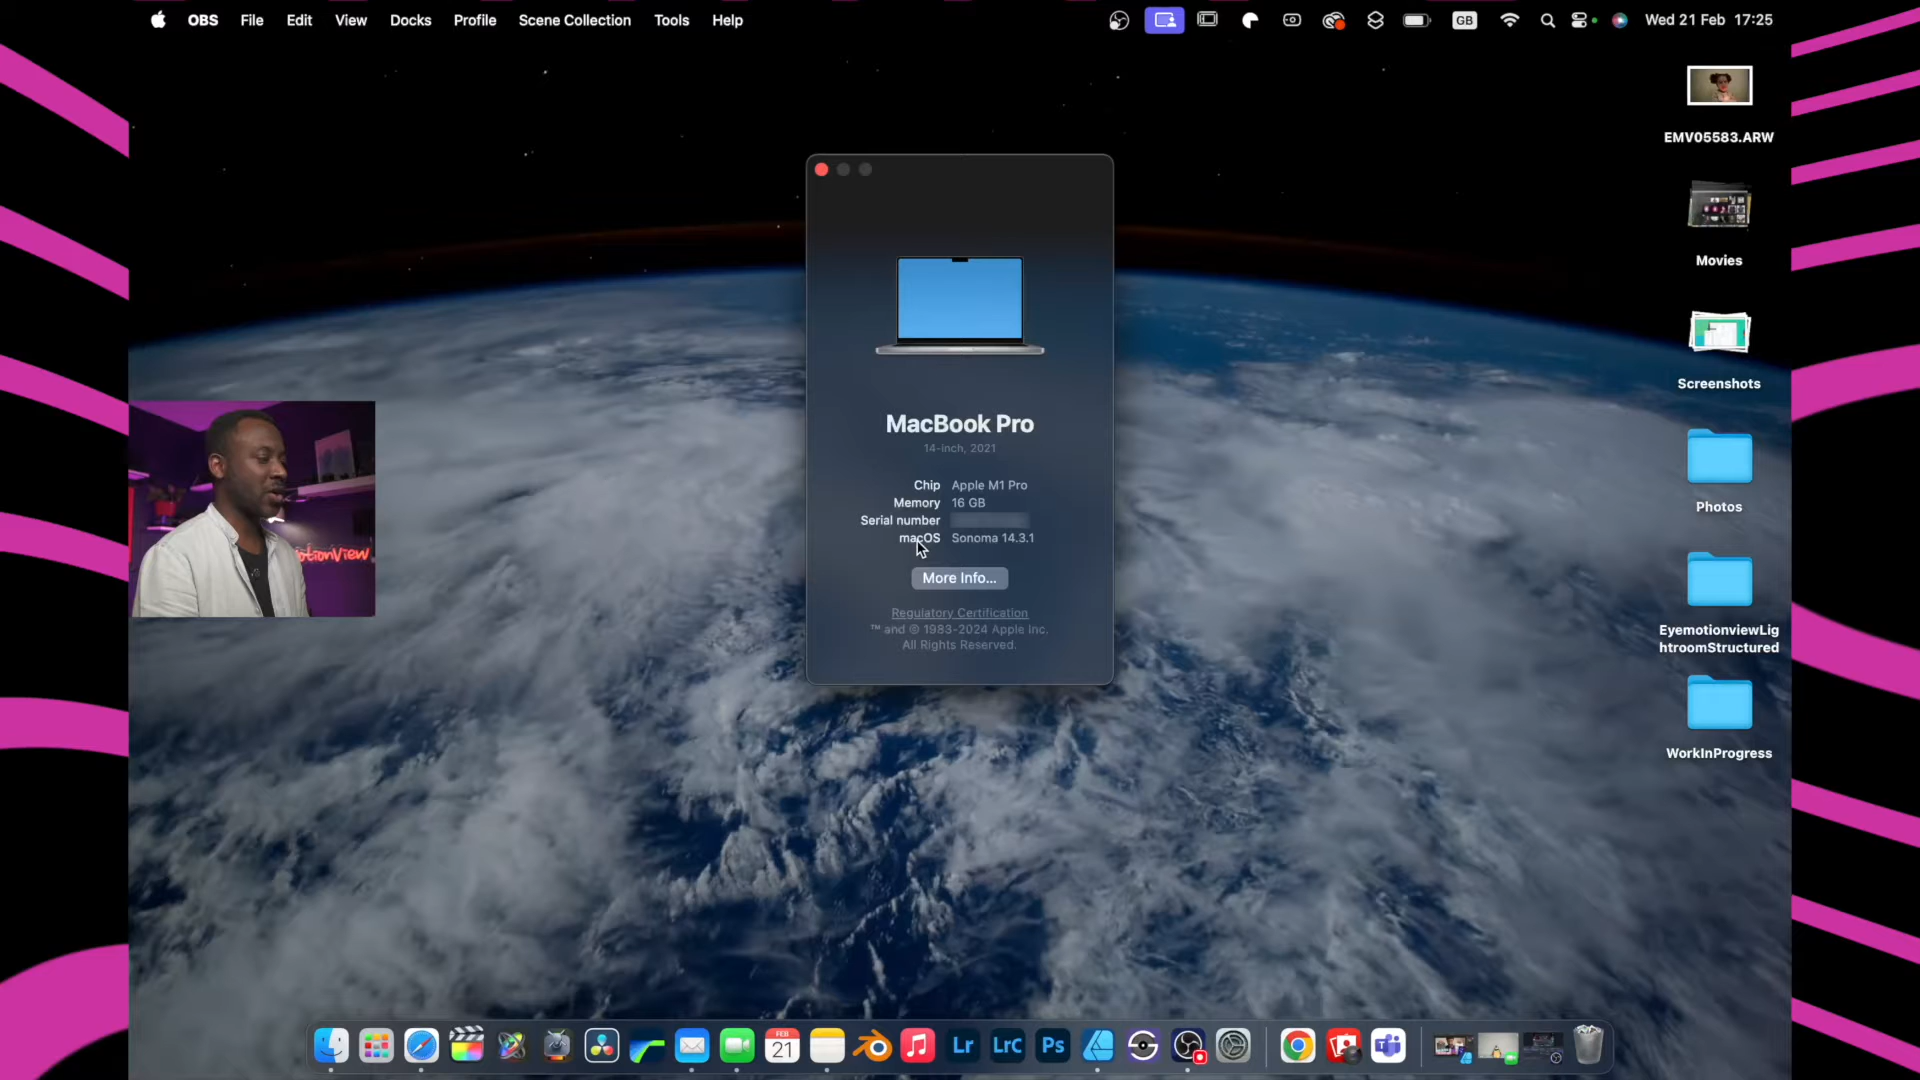 OBS File Edit View Docks Profile Scene Collection Tools Help GB Wed 21 Feb 17:25
EMV05583.ARW
Movies
Screenshots
Photos
EyemotionviewLig
htroomStructured
WorkInProgress
MacBook Pro
14-inch, 2021
Chip Apple M1 Pro
Memory 16 GB
Serial number
macOS Sonoma 14.3.1
More Info...
Regulatory Certification
™ and © 1983-2024 Apple Inc.
All Rights Reserved.
otionView
FEB
21
Lr
LrC
Ps